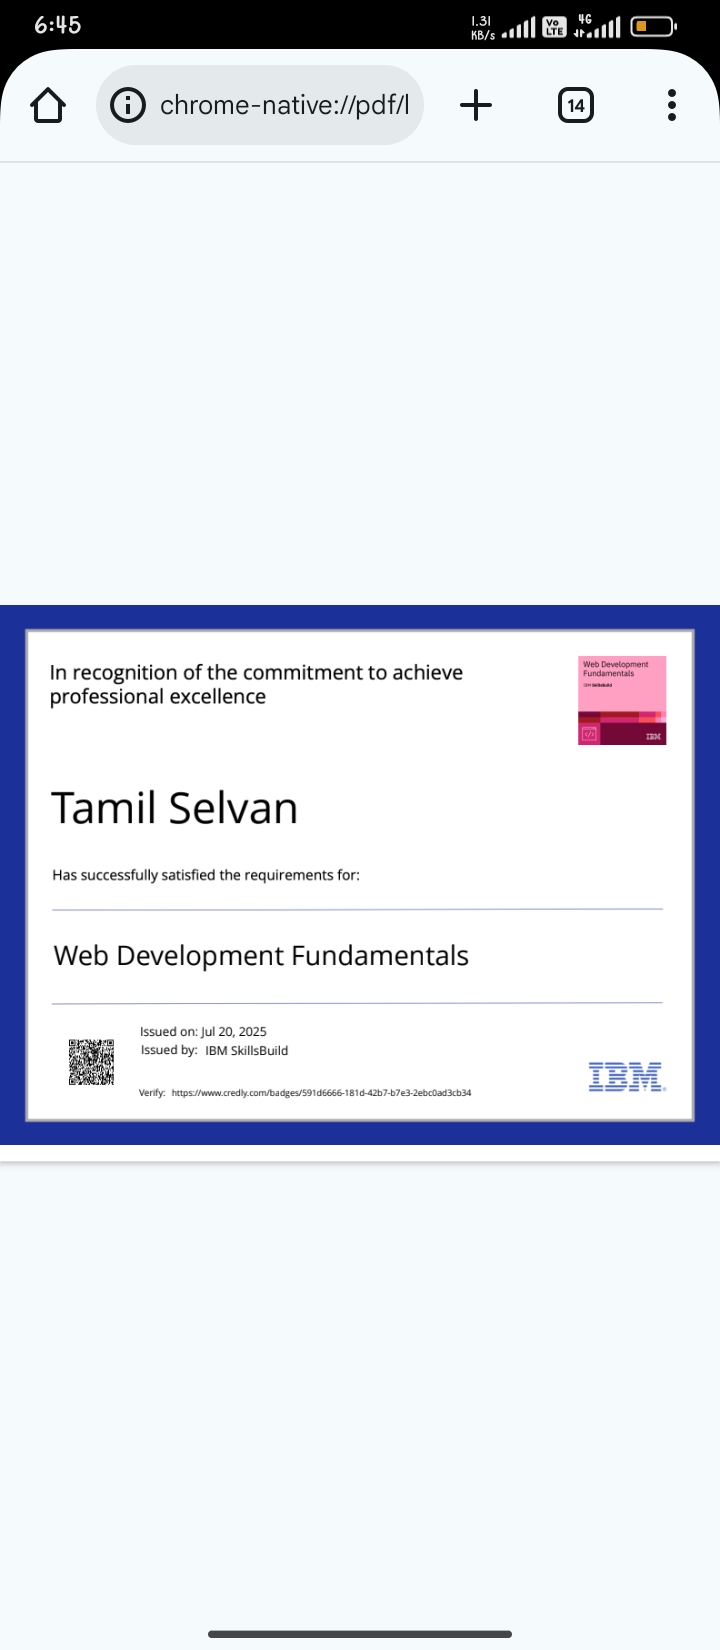 6:45
1.31
KB/s
Vo
LTE
4G
chrome-native://pdf/l
14
In recognition of the commitment to achieve
professional excellence
Web Development
Fundamentals
IBM SkillsBuild
</>
IBM
Tamil Selvan
Has successfully satisfied the requirements for:
Web Development Fundamentals
Issued on: Jul 20, 2025
Issued by: IBM SkillsBuild
Verify: https://www.credly.com/badges/591d6666-181d-42b7-b7e3-2ebc0ad3cb34
IBM